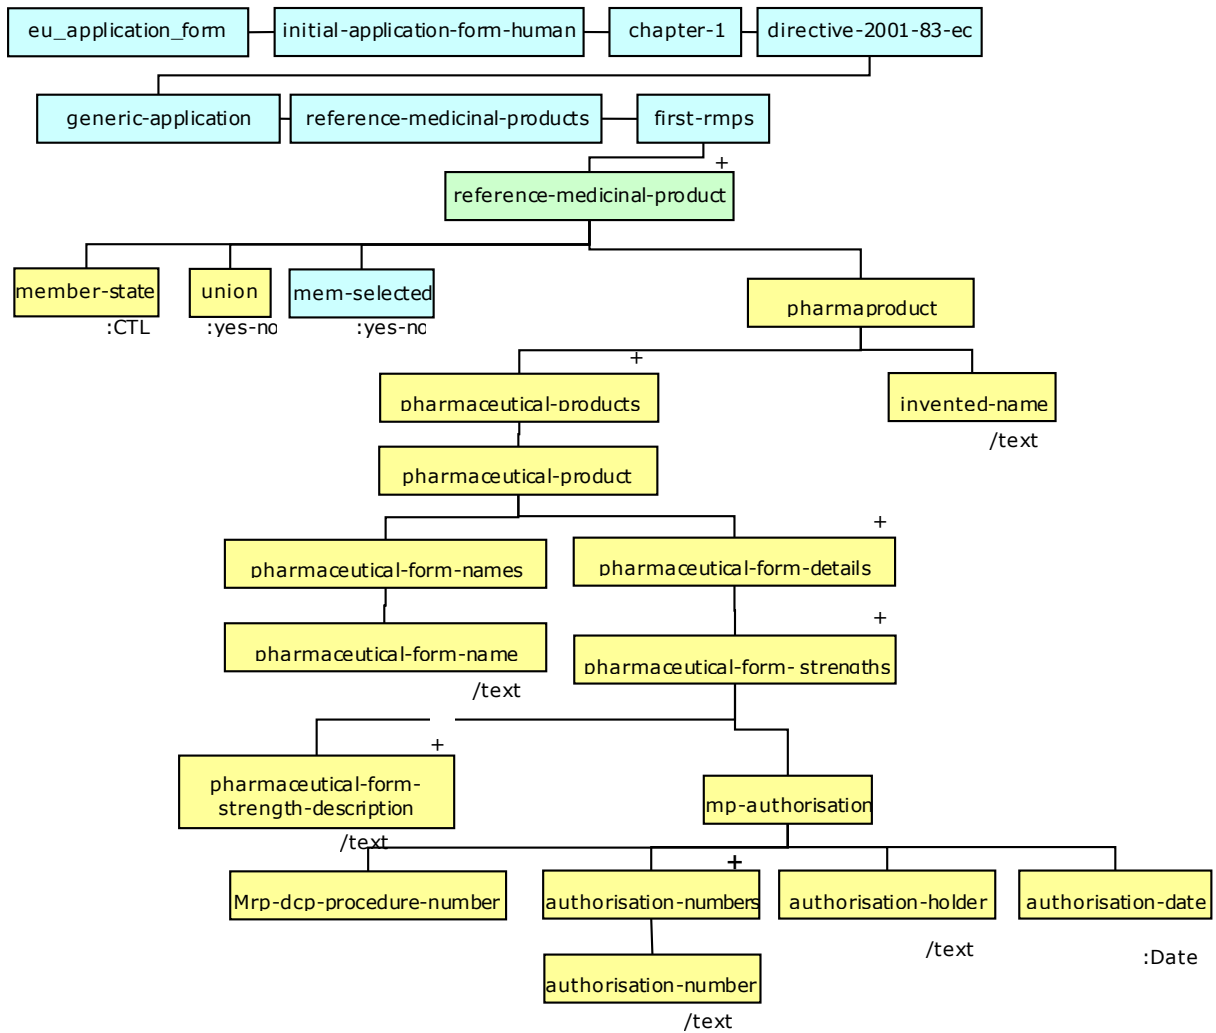 eu_application_form
initial-application-form-human
chapter-1
directive-2001-83-ec
generic-application
reference-medicinal-products
first-rmps
+
reference-medicinal-product
member-state
:CTL
union
:yes-no
mem-selected
:yes-no
pharmaproduct
+
pharmaceutical-products
invented-name
/text
pharmaceutical-product
pharmaceutical-form-names
+
pharmaceutical-form-details
pharmaceutical-form-name
/text
+
pharmaceutical-form- strengths
+
pharmaceutical-form-
strength-description
/text
mp-authorisation
Mrp-dcp-procedure-number
+
authorisation-numbers
authorisation-holder
/text
authorisation-date
:Date
authorisation-number
/text